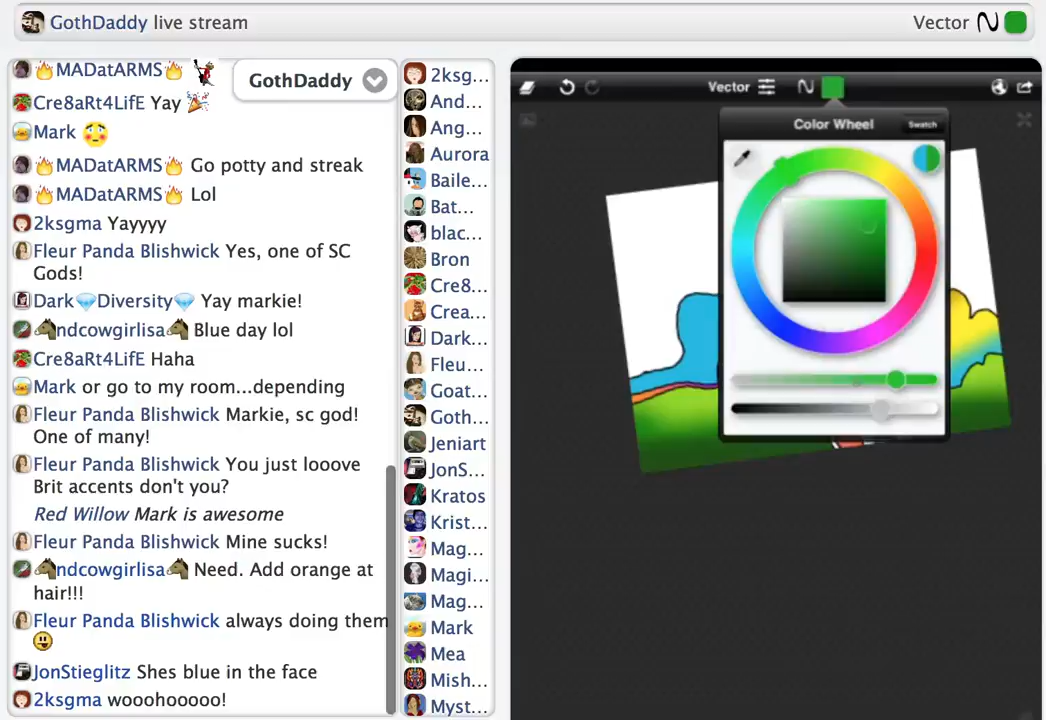 GothDaddy live stream
Vector
MADatARMS
GothDaddy
Cre8aRt4LifE Yay
Mark
MADatARMS Go potty and streak
MADatARMS Lol
2ksgma Yayyyy
Fleur Panda Blishwick Yes, one of SC
Gods!
Dark Diversity Yay markie!
ndcowgirlisa Blue day lol
Cre8aRt4LifE Haha
Mark or go to my room...depending
Fleur Panda Blishwick Markie, sc god!
One of many!
Fleur Panda Blishwick You just looove
Brit accents don't you?
Red Willow Mark is awesome
Fleur Panda Blishwick Mine sucks!
ndcowgirlisa Need. Add orange at
hair!!!
Fleur Panda Blishwick always doing them
JonStieglitz Shes blue in the face
2ksgma wooohooooo!
2ksg...
And...
Ang...
Aurora
Baile...
Bat...
blac...
Bron
Cre8...
Crea...
Dark...
Fleu...
Goat...
Goth...
Jeniart
JonS...
Kratos
Krist...
Mag...
Magi...
Mag...
Mark
Mea
Mish...
Myst...
Vector
Color Wheel
Swatch